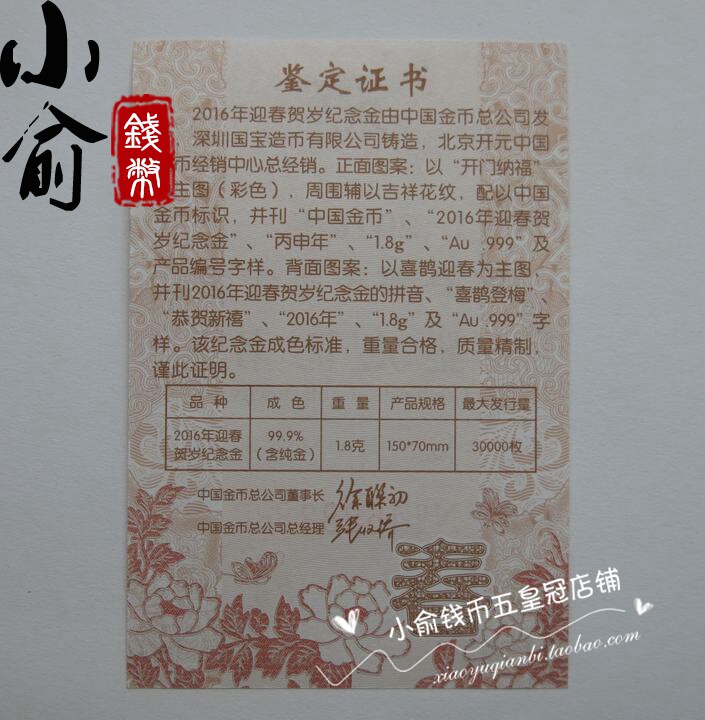 小俞
錢幣
鉴定证书
2016年迎春贺岁纪念金由中国金币总公司发
，深圳国宝造币有限公司铸造，北京开元中国
币经销中心总经销。正面图案：以“开门纳福”
主图（彩色），周围辅以吉祥花纹，配以中国
金币标识，并刊“中国金币”、“2016年迎春贺
岁纪念金”、“丙申年”、“1.8g”、“Au .999”及
产品编号字样。背面图案：以喜鹊迎春为主图，
并刊2016年迎春贺岁纪念金的拼音、“喜鹊登梅”
“恭贺新禧”、“2016年”、“1.8g”及“Au .999”字
样。该纪念金成色标准，重量合格，质量精制，
谨此证明。
品 种 成 色 重 量 产品规格 最大发行量
2016年迎春贺岁纪念金 99.9%（含纯金） 1.8克 150*70mm 30000枚
中国金币总公司董事长
中国金币总公司总经理
春
小俞钱币五皇冠店铺
xiaoyuqianbi.taobao.com